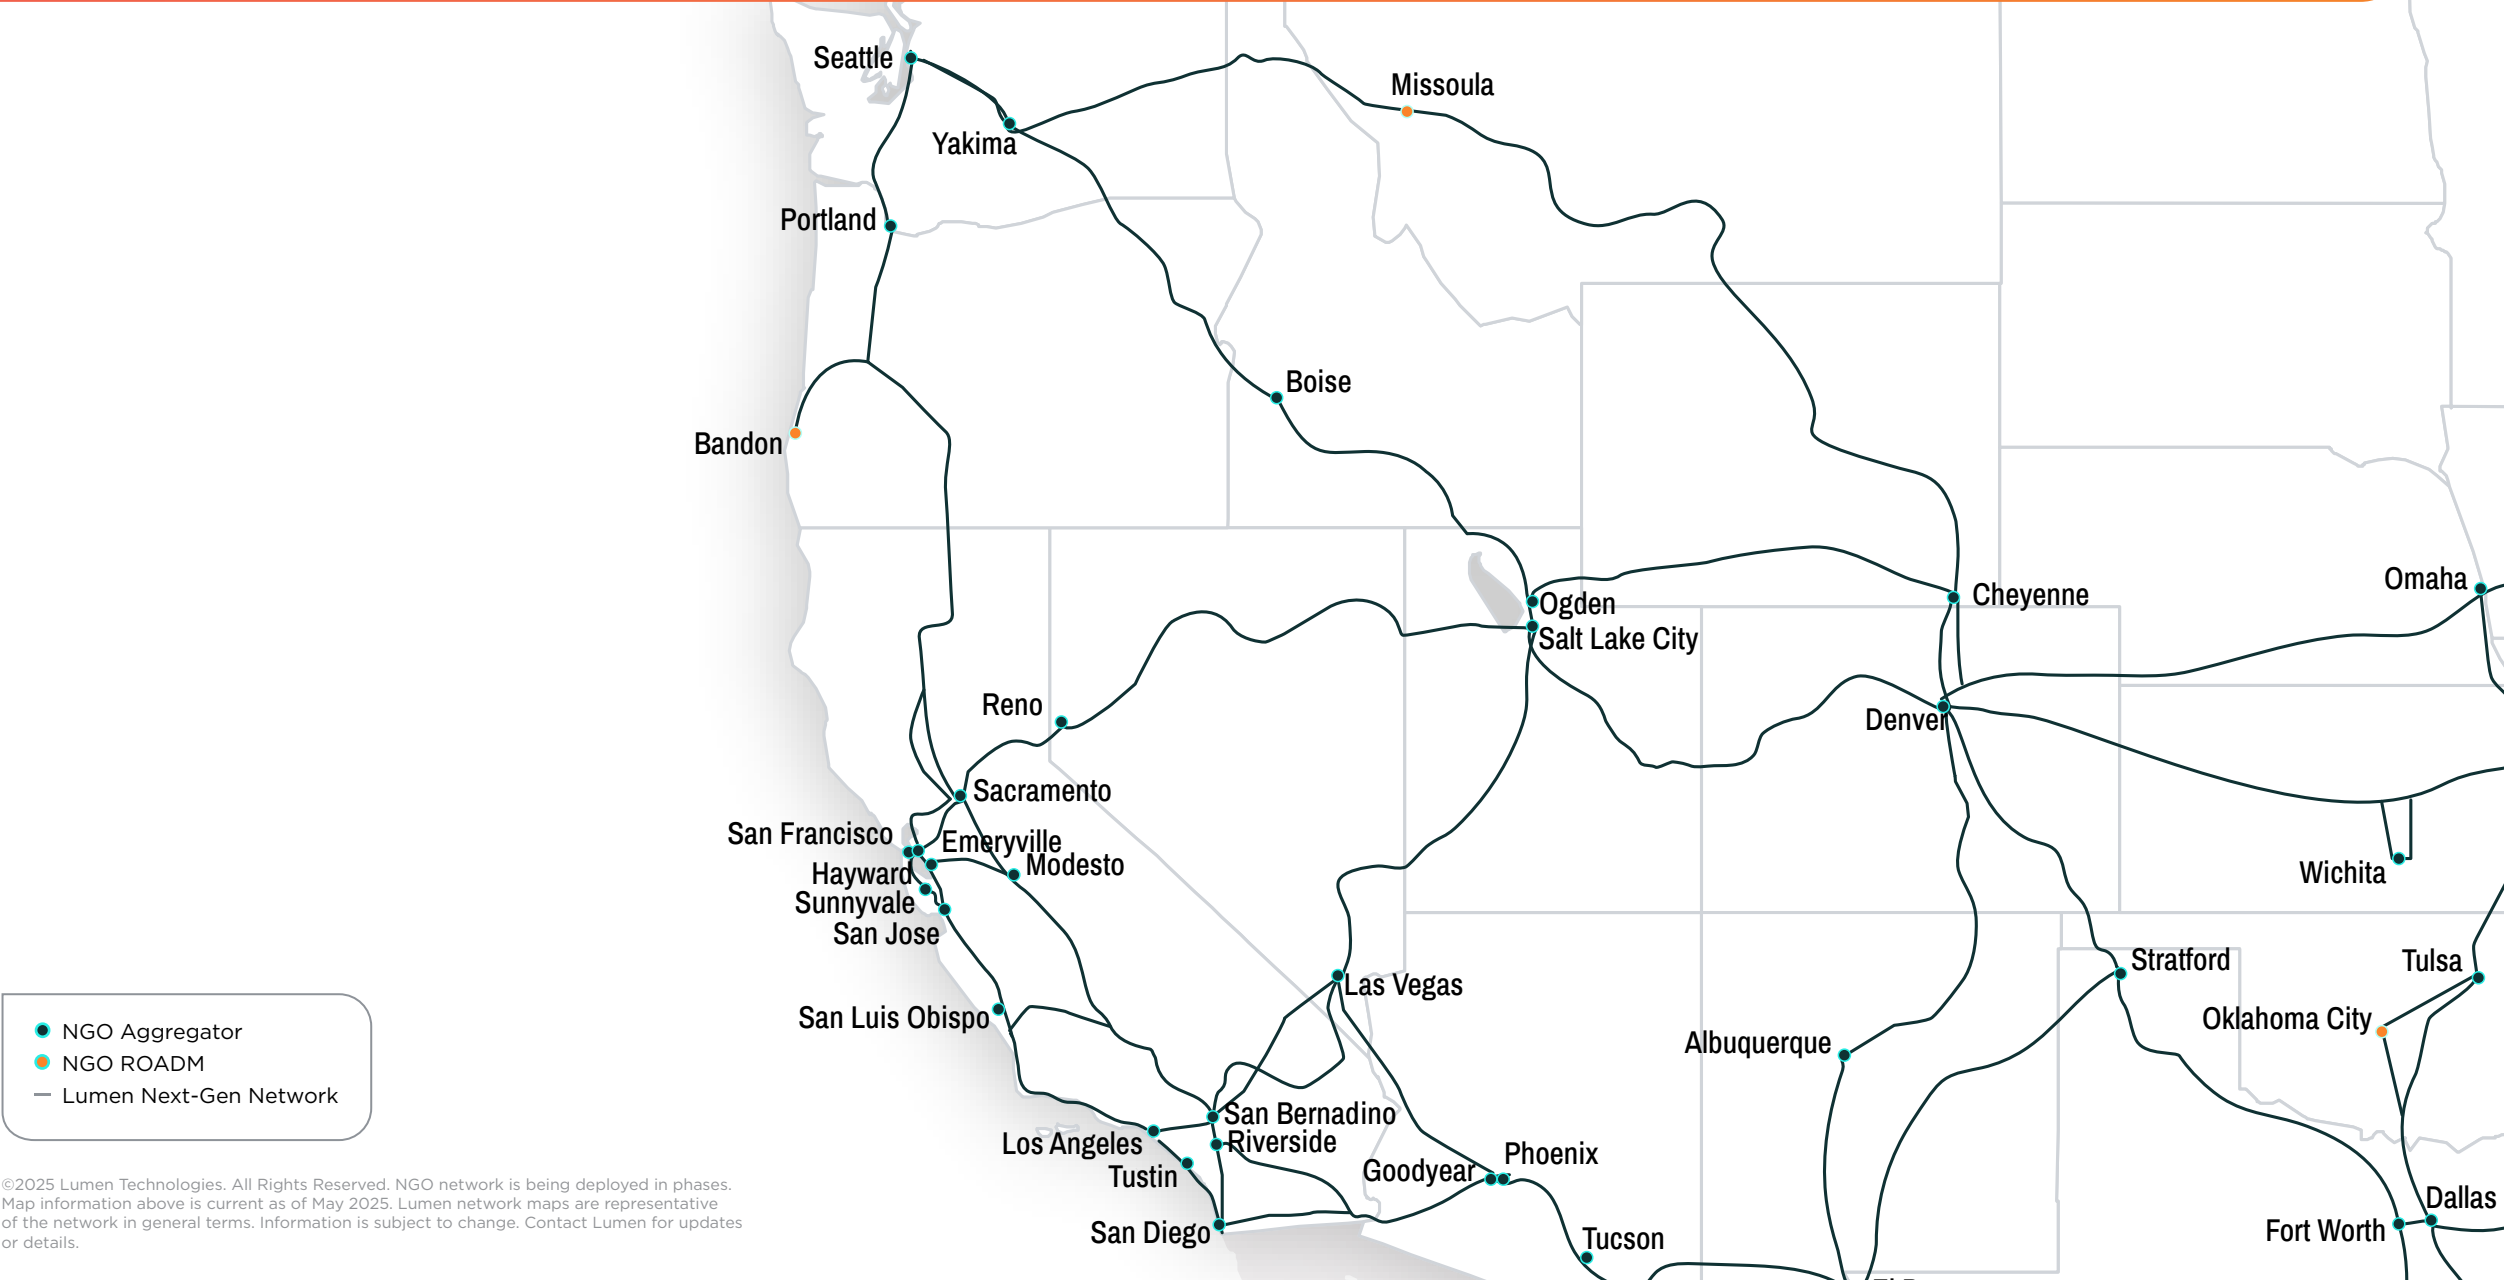 Seattle
Missoula
Yakima
Portland
Boise
Bandon
Omaha
Cheyenne
Ogden
Salt Lake City
Reno
Denver
Sacramento
San Francisco
Emeryville
Modesto
Hayward
Wichita
Sunnyvale
San Jose
Stratford
Tulsa
Las Vegas
San Luis Obispo
Oklahoma City
Albuquerque
NGO Aggregator
NGO ROADM
Lumen Next-Gen Network
San Bernadino
Los Angeles
Riverside
Phoenix
Goodyear
Tustin
Dallas
San Diego
Fort Worth
Tucson
©2025 Lumen Technologies. All Rights Reserved. NGO network is being deployed in phases.
Map information above is current as of May 2025. Lumen network maps are representative
of the network in general terms. Information is subject to change. Contact Lumen for updates
or details.